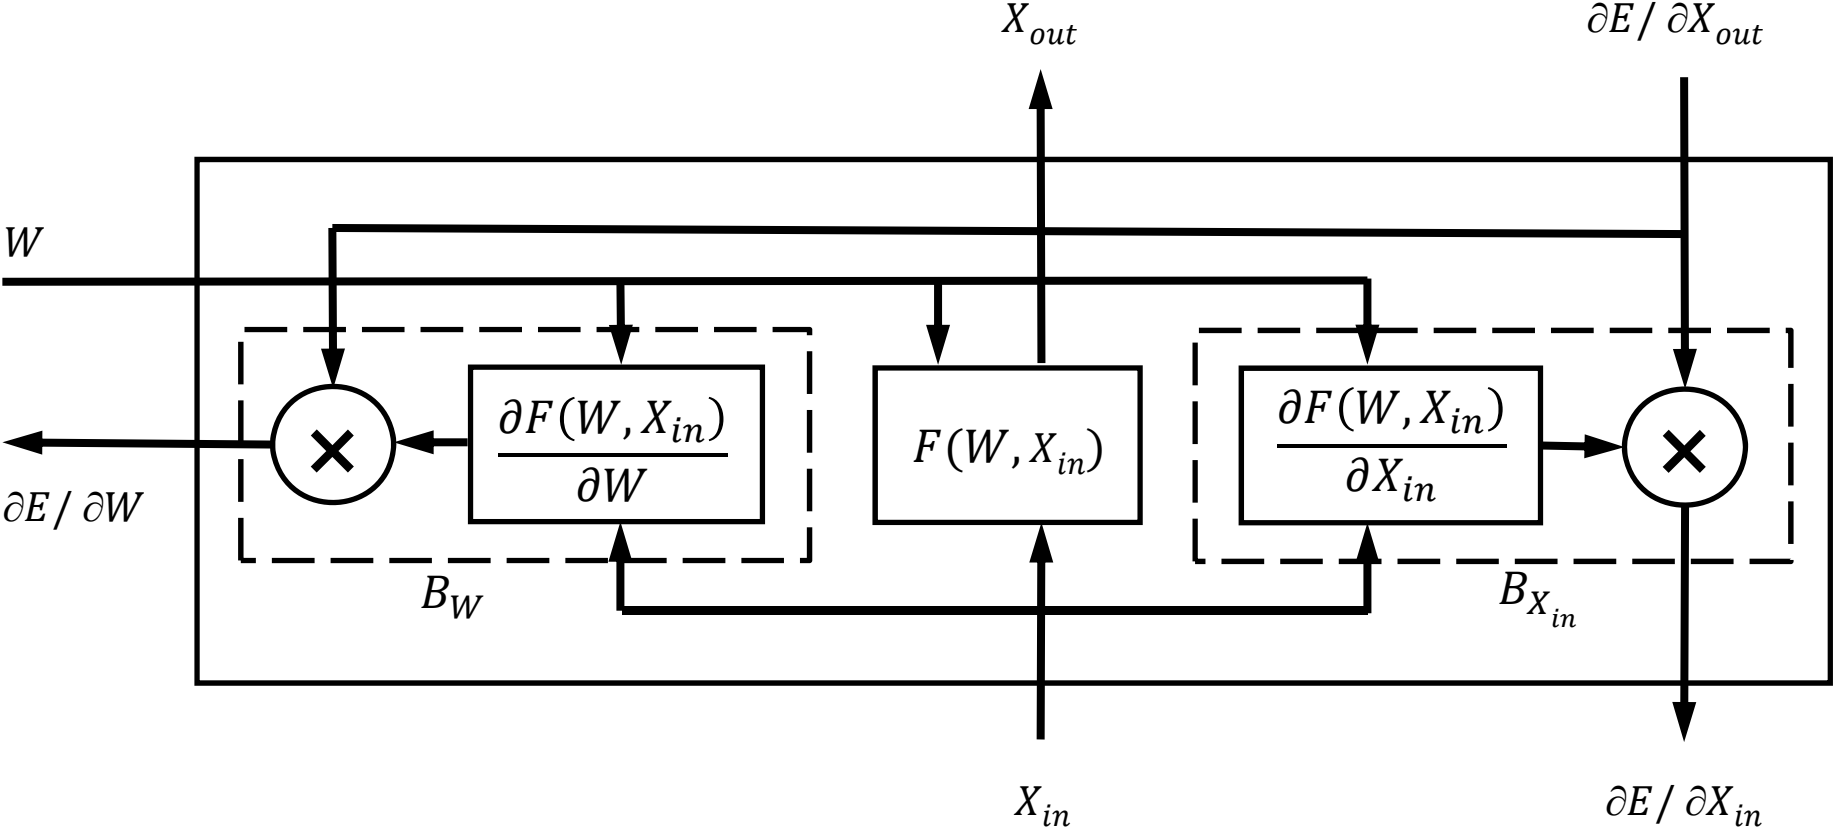 X_out
∂E/ ∂X_out
W
∂F(W, X_in)
∂W
F(W, X_in)
∂F(W, X_in)
∂X_in
×
×
∂E/ ∂W
B_W
B_X_in
X_in
∂E/ ∂X_in